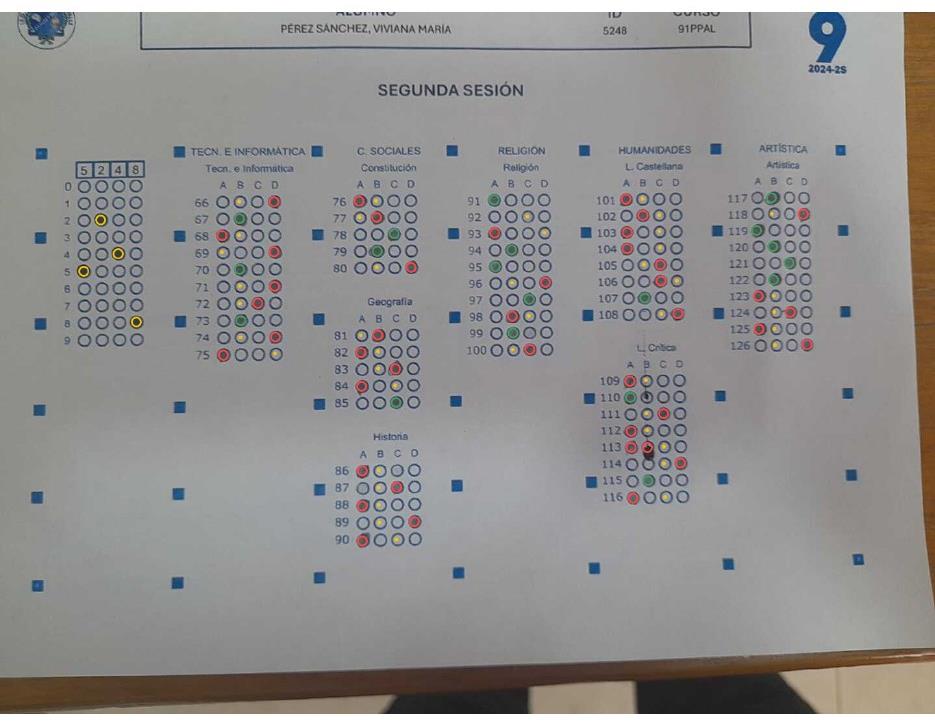 ALUMNO ID CURSO
PÉREZ SÁNCHEZ, VIVIANA MARÍA 5248 91PPAL
9
2024-2S
SEGUNDA SESIÓN
TECN. E INFORMÁTICA C. SOCIALES RELIGIÓN HUMANIDADES ARTÍSTICA
5 2 4 8 Tecn. e Informática Constitución Religión L. Castellana Artística
A B C D A B C D A B C D A B C D A B C D
0 66 76 91 101 117
1 67 77 92 102 118
2 68 78 93 103 119
3 69 79 94 104 120
4 70 80 95 105 121
5 71 96 106 122
6 72 Geografía 97 107 123
7 73 81 98 108 124
8 74 82 99 125
9 75 83 100 126
84 L. Crítica
85 A B C D
109
110
Historia 111
A B C D 112
86 113
87 114
88 115
89 116
90